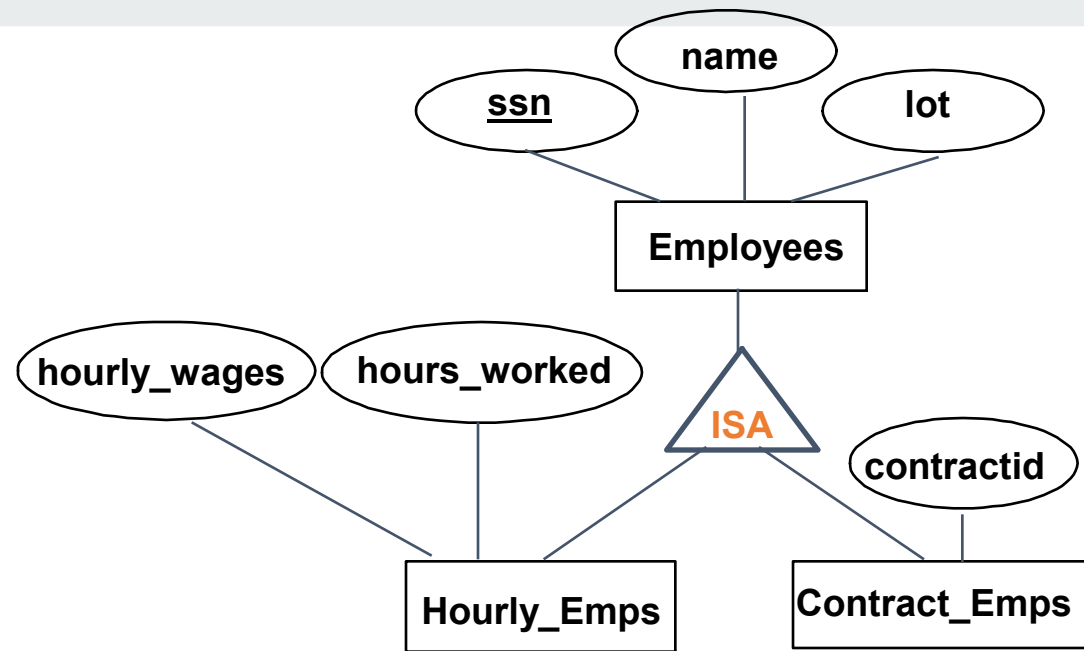 name
ssn
lot
Employees
hourly_wages
hours_worked
ISA
contractid
Hourly_Emps
Contract_Emps